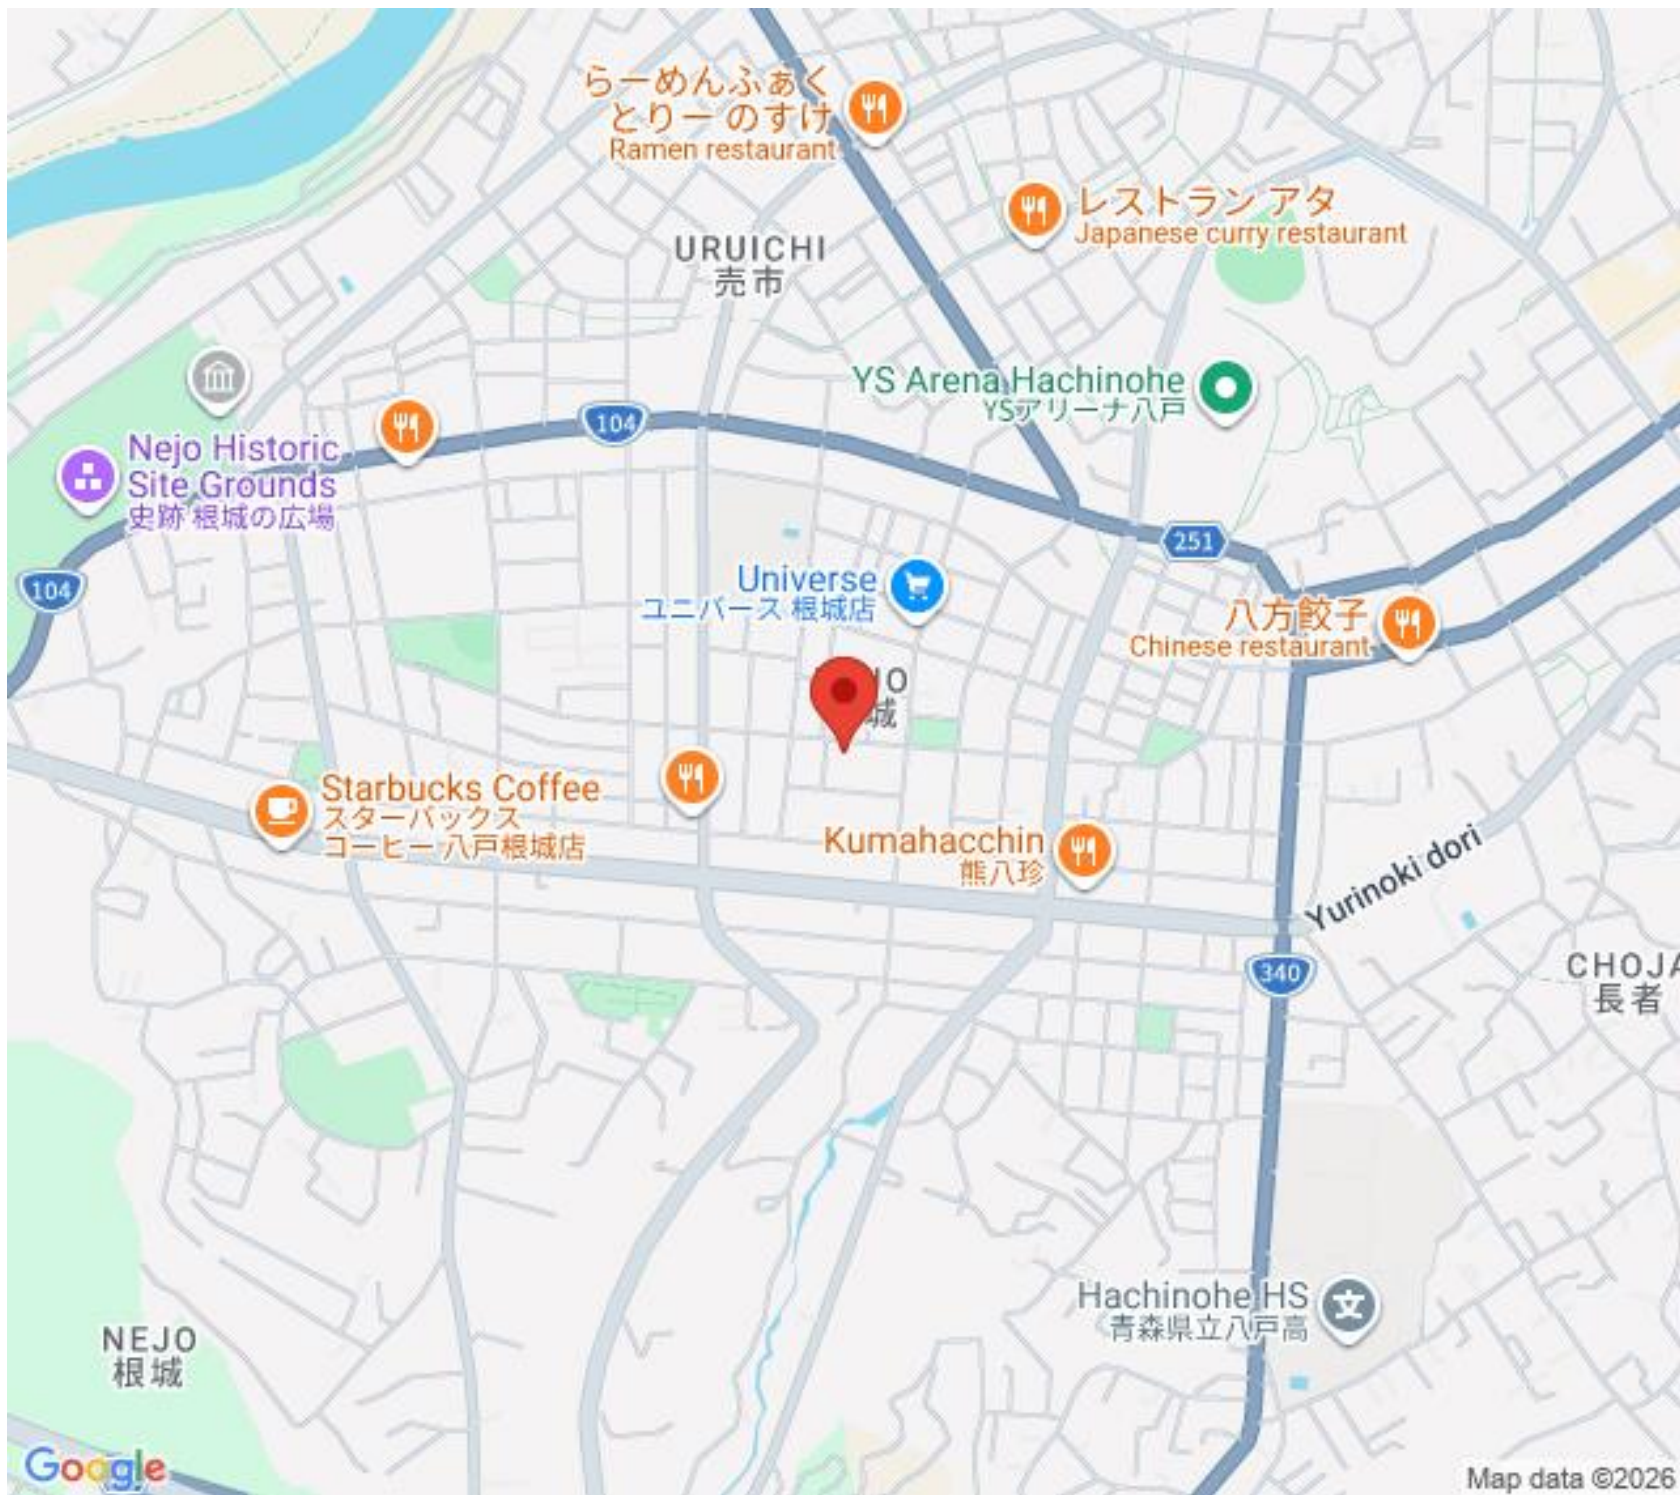 らーめんふぁく
とりー のすけ
Ramen restaurant
レストラン アタ
Japanese curry restaurant
URUICHI
売市
YS Arena Hachinohe
YSアリーナ八戸
104
Nejo Historic
Site Grounds
史跡 根城の広場
251
104
Universe
ユニバース 根城店
八方餃子
Chinese restaurant
城
Starbucks Coffee
スターバックス
コーヒー 八戸根城店
Kumahacchin
熊八珍
Yurinoki dori
340
CHOJA
長者
Hachinohe HS
青森県立八戸高
NEJO
根城
Google
Map data ©2026